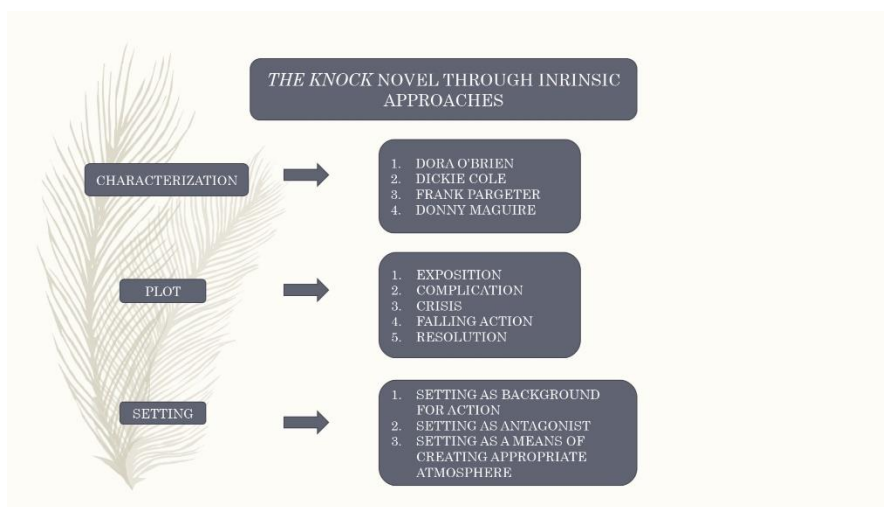 THE KNOCK NOVEL THROUGH INRINSIC
APPROACHES
CHARACTERIZATION
1. DORA O'BRIEN
2. DICKIE COLE
3. FRANK PARGETER
4. DONNY MAGUIRE
PLOT
1. EXPOSITION
2. COMPLICATION
3. CRISIS
4. FALLING ACTION
5. RESOLUTION
SETTING
1. SETTING AS BACKGROUND
FOR ACTION
2. SETTING AS ANTAGONIST
3. SETTING AS A MEANS OF
CREATING APPROPRIATE
ATMOSPHERE